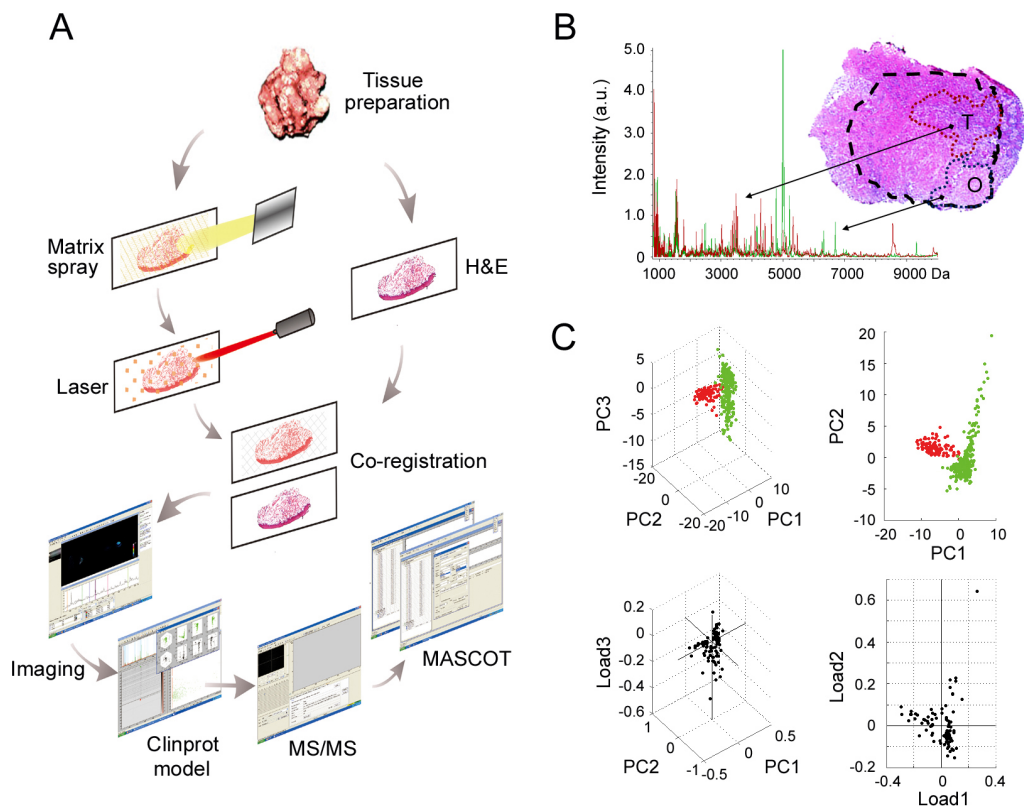 A
Tissue
preparation
Matrix
spray
H&E
Laser
Co-registration
Imaging
Clinprot
model
MS/MS
MASCOT
B
Intensity (a.u.)
5.0
4.0
3.0
2.0
1.0
0.0
1000 3000 5000 7000 9000 Da
T
O
C
PC3
5
0
-5
-10
-15
0
-20
-20
-10
0
10
PC2
PC1
PC2
20
15
10
5
0
-5
-10
-20 -10 0 10 20
PC1
Load3
0.2
0
-0.2
-0.4
-0.6
1
0
-1
-0.5
0
0.5
PC2
PC1
Load2
0.6
0.4
0.2
0
-0.2
-0.4 0 0.4
Load1